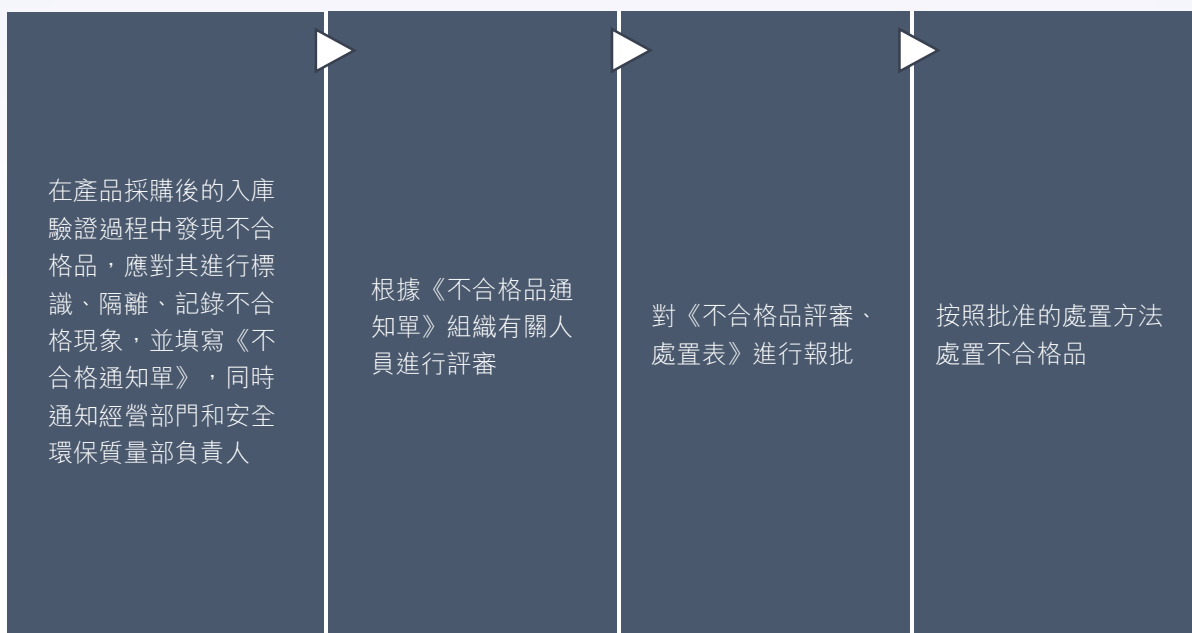 在產品採購後的入庫
驗證過程中發現不合
格品，應對其進行標
識、隔離、記錄不合
格現象，並填寫《不
合格通知單》，同時
通知經營部門和安全
環保質量部負責人
根據《不合格品通
知單》組織有關人
員進行評審
對《不合格品評審、
處置表》進行報批
按照批准的處置方法
處置不合格品